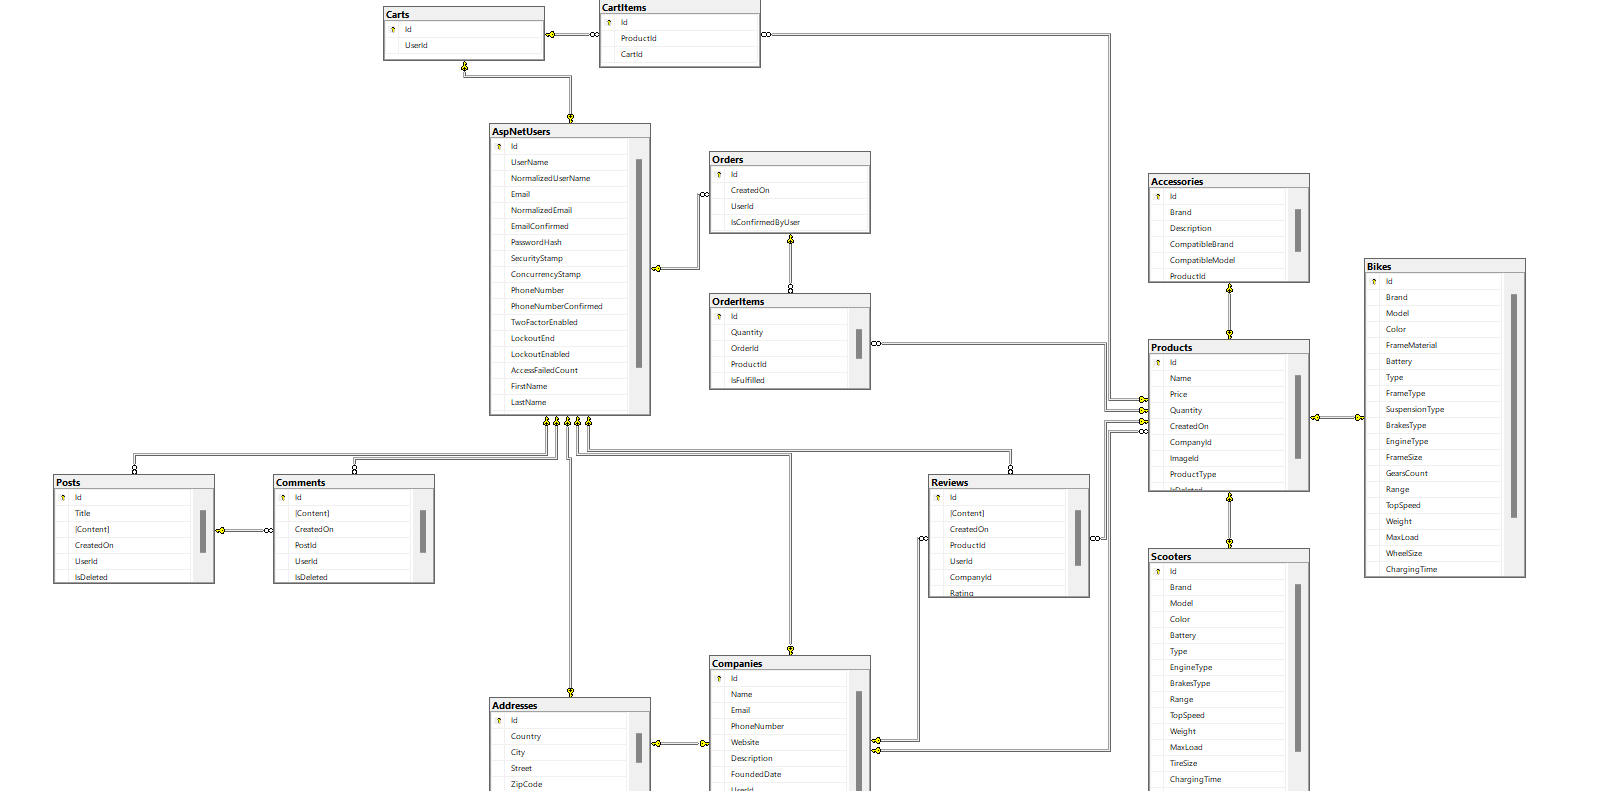 Carts
Id
UserId
CartItems
Id
ProductId
CartId
AspNetUsers
Id
UserName
NormalizedUserName
Email
NormalizedEmail
EmailConfirmed
PasswordHash
SecurityStamp
ConcurrencyStamp
PhoneNumber
PhoneNumberConfirmed
TwoFactorEnabled
LockoutEnd
LockoutEnabled
AccessFailedCount
FirstName
LastName
Orders
Id
CreatedOn
UserId
IsConfirmedByUser
OrderItems
Id
Quantity
OrderId
ProductId
IsFulfilled
Accessories
Id
Brand
Description
CompatibleBrand
CompatibleModel
ProductId
Products
Id
Name
Price
Quantity
CreatedOn
CompanyId
ImageId
ProductType
IsDeleted
Bikes
Id
Brand
Model
Color
FrameMaterial
Battery
Type
FrameType
SuspensionType
BrakesType
EngineType
FrameSize
GearsCount
Range
TopSpeed
Weight
MaxLoad
WheelSize
ChargingTime
Posts
Id
Title
[Content]
CreatedOn
UserId
IsDeleted
Comments
Id
[Content]
CreatedOn
PostId
UserId
IsDeleted
Reviews
Id
[Content]
CreatedOn
ProductId
UserId
CompanyId
Rating
Scooters
Id
Brand
Model
Color
Battery
Type
EngineType
BrakesType
Range
TopSpeed
Weight
MaxLoad
TireSize
ChargingTime
Addresses
Id
Country
City
Street
ZipCode
Companies
Id
Name
Email
PhoneNumber
Website
Description
FoundedDate
UserId